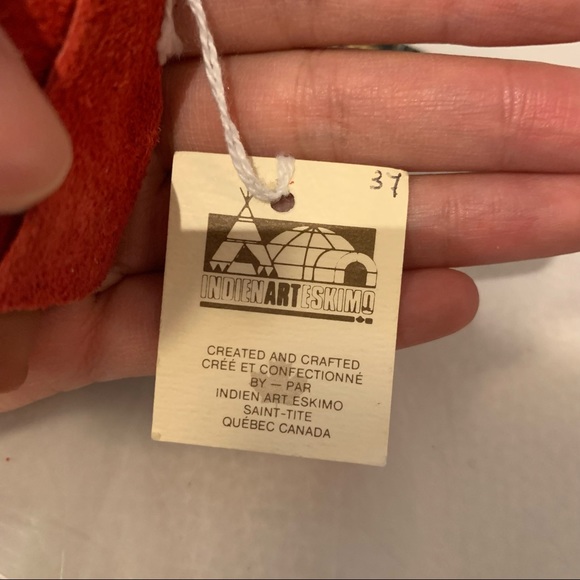 37
INDIENARTESKIMO
CREATED AND CRAFTED
CRÉÉ ET CONFECTIONNÉ
BY — PAR
INDIEN ART ESKIMO
SAINT-TITE
QUÉBEC CANADA